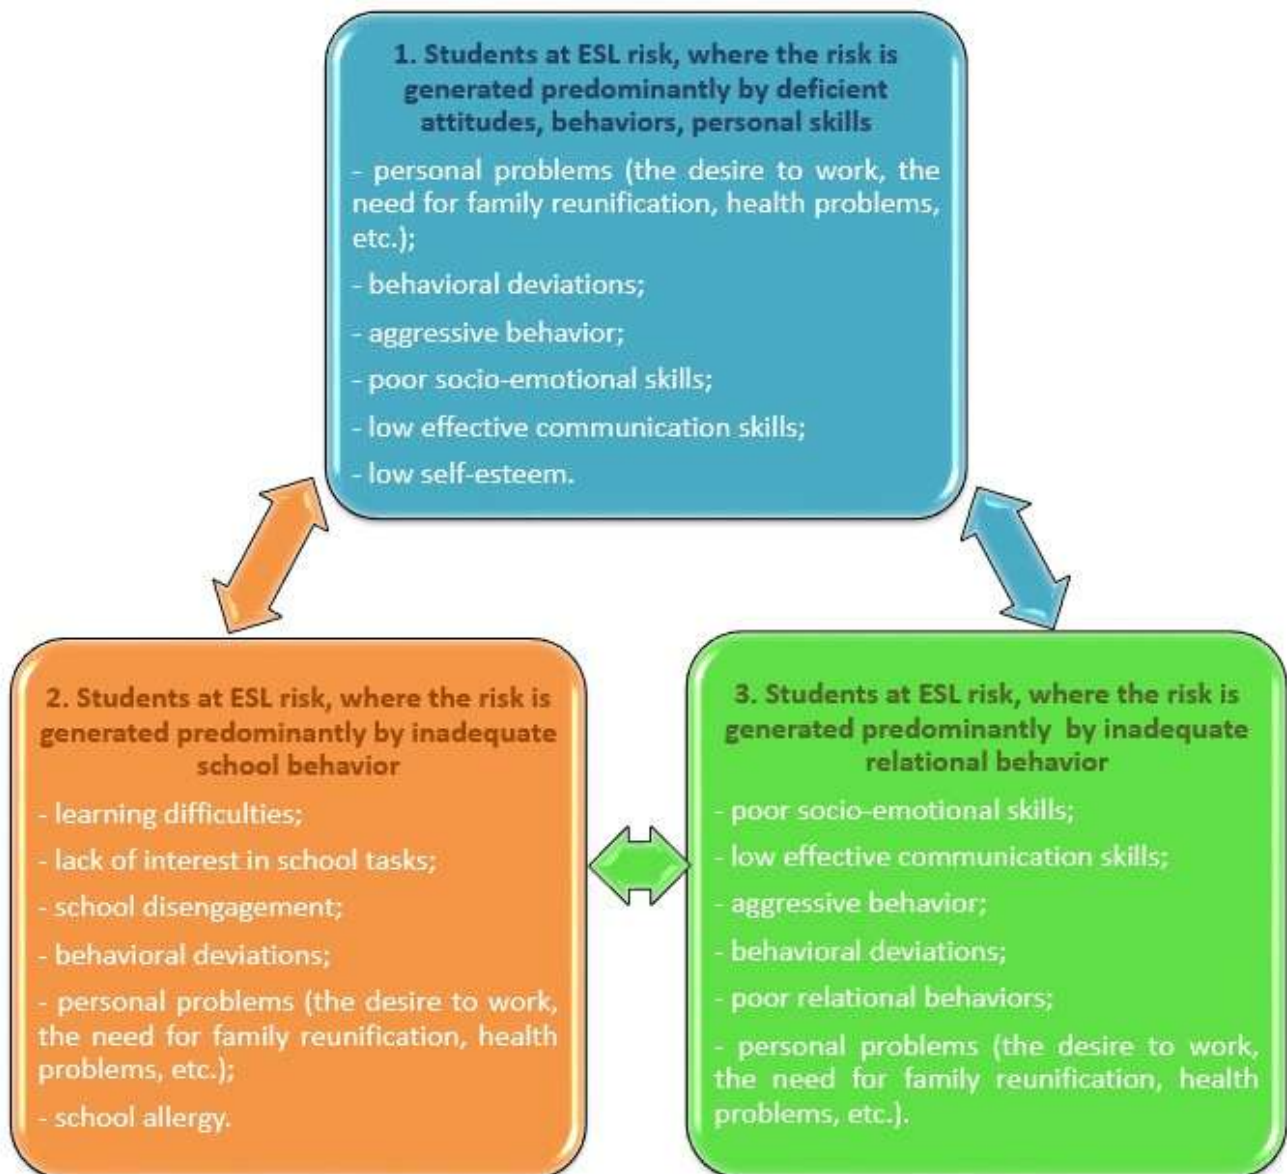 1. Students at ESL risk, where the risk is
generated predominantly by deficient
attitudes, behaviors, personal skills
- personal problems (the desire to work, the
need for family reunification, health problems,
etc.);
- behavioral deviations;
- aggressive behavior;
- poor socio-emotional skills;
- low effective communication skills;
- low self-esteem.
2. Students at ESL risk, where the risk is
generated predominantly by inadequate
school behavior
- learning difficulties;
- lack of interest in school tasks;
- school disengagement;
- behavioral deviations;
- personal problems (the desire to work,
the need for family reunification, health
problems, etc.);
- school allergy.
3. Students at ESL risk, where the risk is
generated predominantly by inadequate
relational behavior
- poor socio-emotional skills;
- low effective communication skills;
- aggressive behavior;
- behavioral deviations;
- poor relational behaviors;
- personal problems (the desire to work,
the need for family reunification, health
problems, etc.).